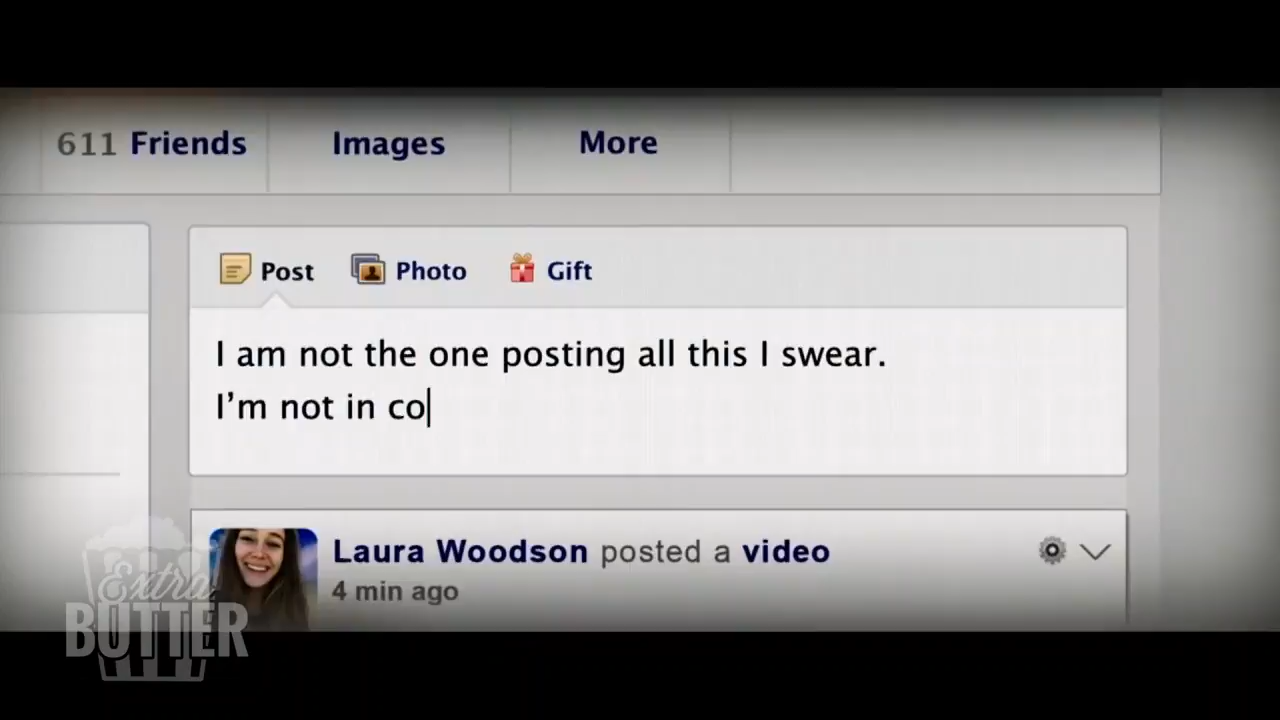 611 Friends Images More
Post Photo Gift
I am not the one posting all this I swear.
I’m not in co
Laura Woodson posted a video
4 min ago
Extra
BUTTER